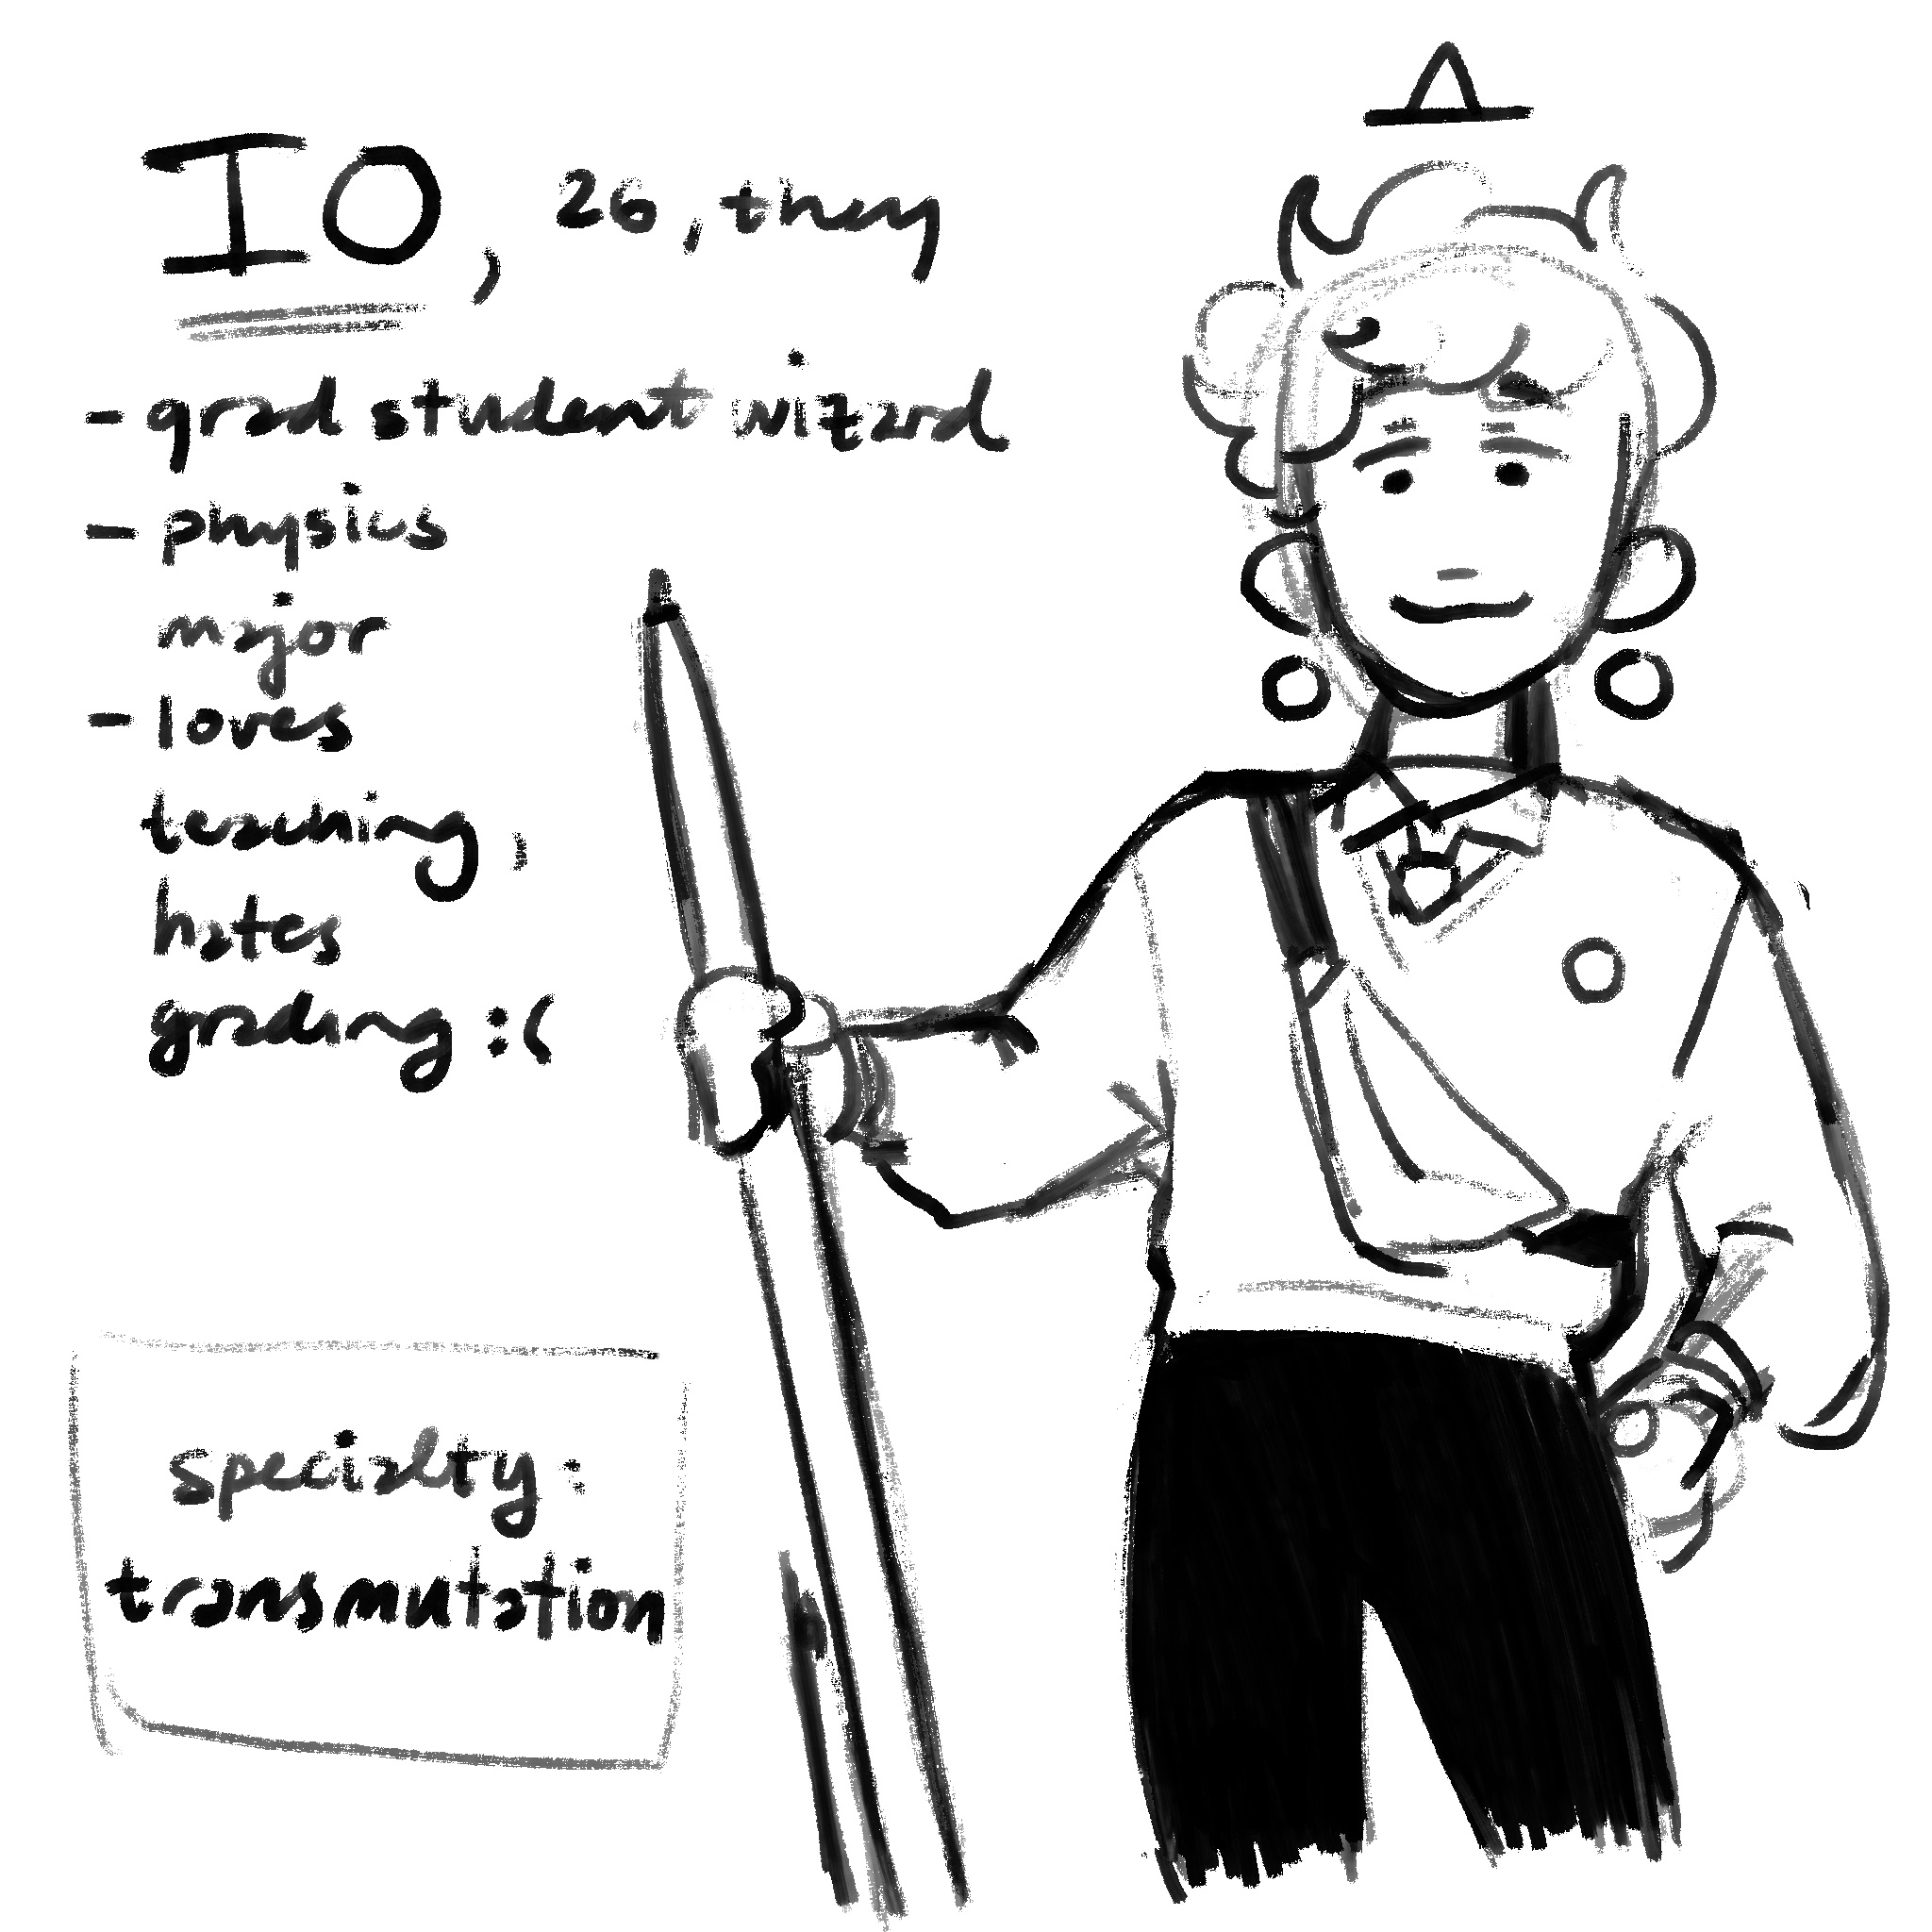 IO, 26, they
- grad student wizard
- physics
major
- loves
teaching,
hates
grading :(
specialty:
transmutation